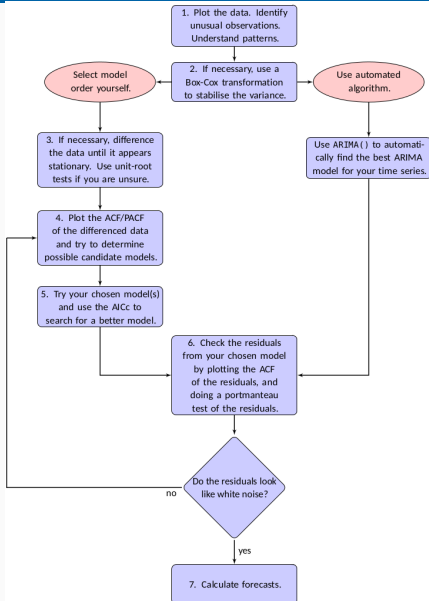 1. Plot the data. Identify
unusual observations.
Understand patterns.
Select model
order yourself.
2. If necessary, use a
Box-Cox transformation
to stabilise the variance.
Use automated
algorithm.
3. If necessary, difference
the data until it appears
stationary. Use unit-root
tests if you are unsure.
Use ARIMA() to automati-
cally find the best ARIMA
model for your time series.
4. Plot the ACF/PACF
of the differenced data
and try to determine
possible candidate models.
5. Try your chosen model(s)
and use the AICc to
search for a better model.
6. Check the residuals
from your chosen model
by plotting the ACF
of the residuals, and
doing a portmanteau
test of the residuals.
Do the residuals look
like white noise?
no
yes
7. Calculate forecasts.